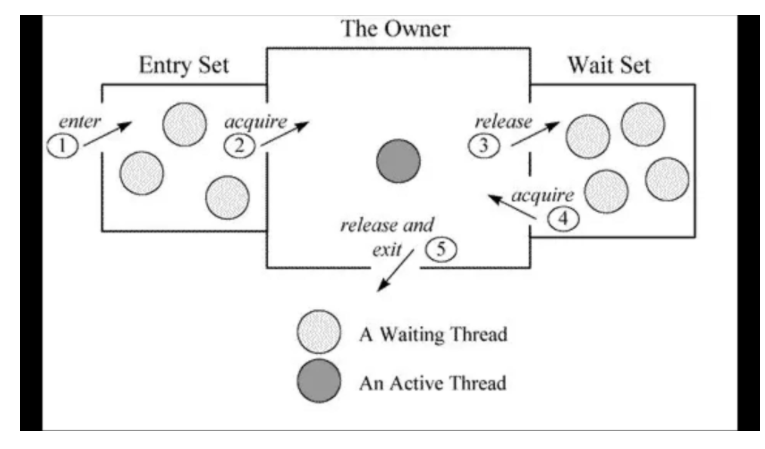 The Owner
Entry Set
Wait Set
enter
1
acquire
2
release
3
acquire
4
release and
exit
5
A Waiting Thread
An Active Thread